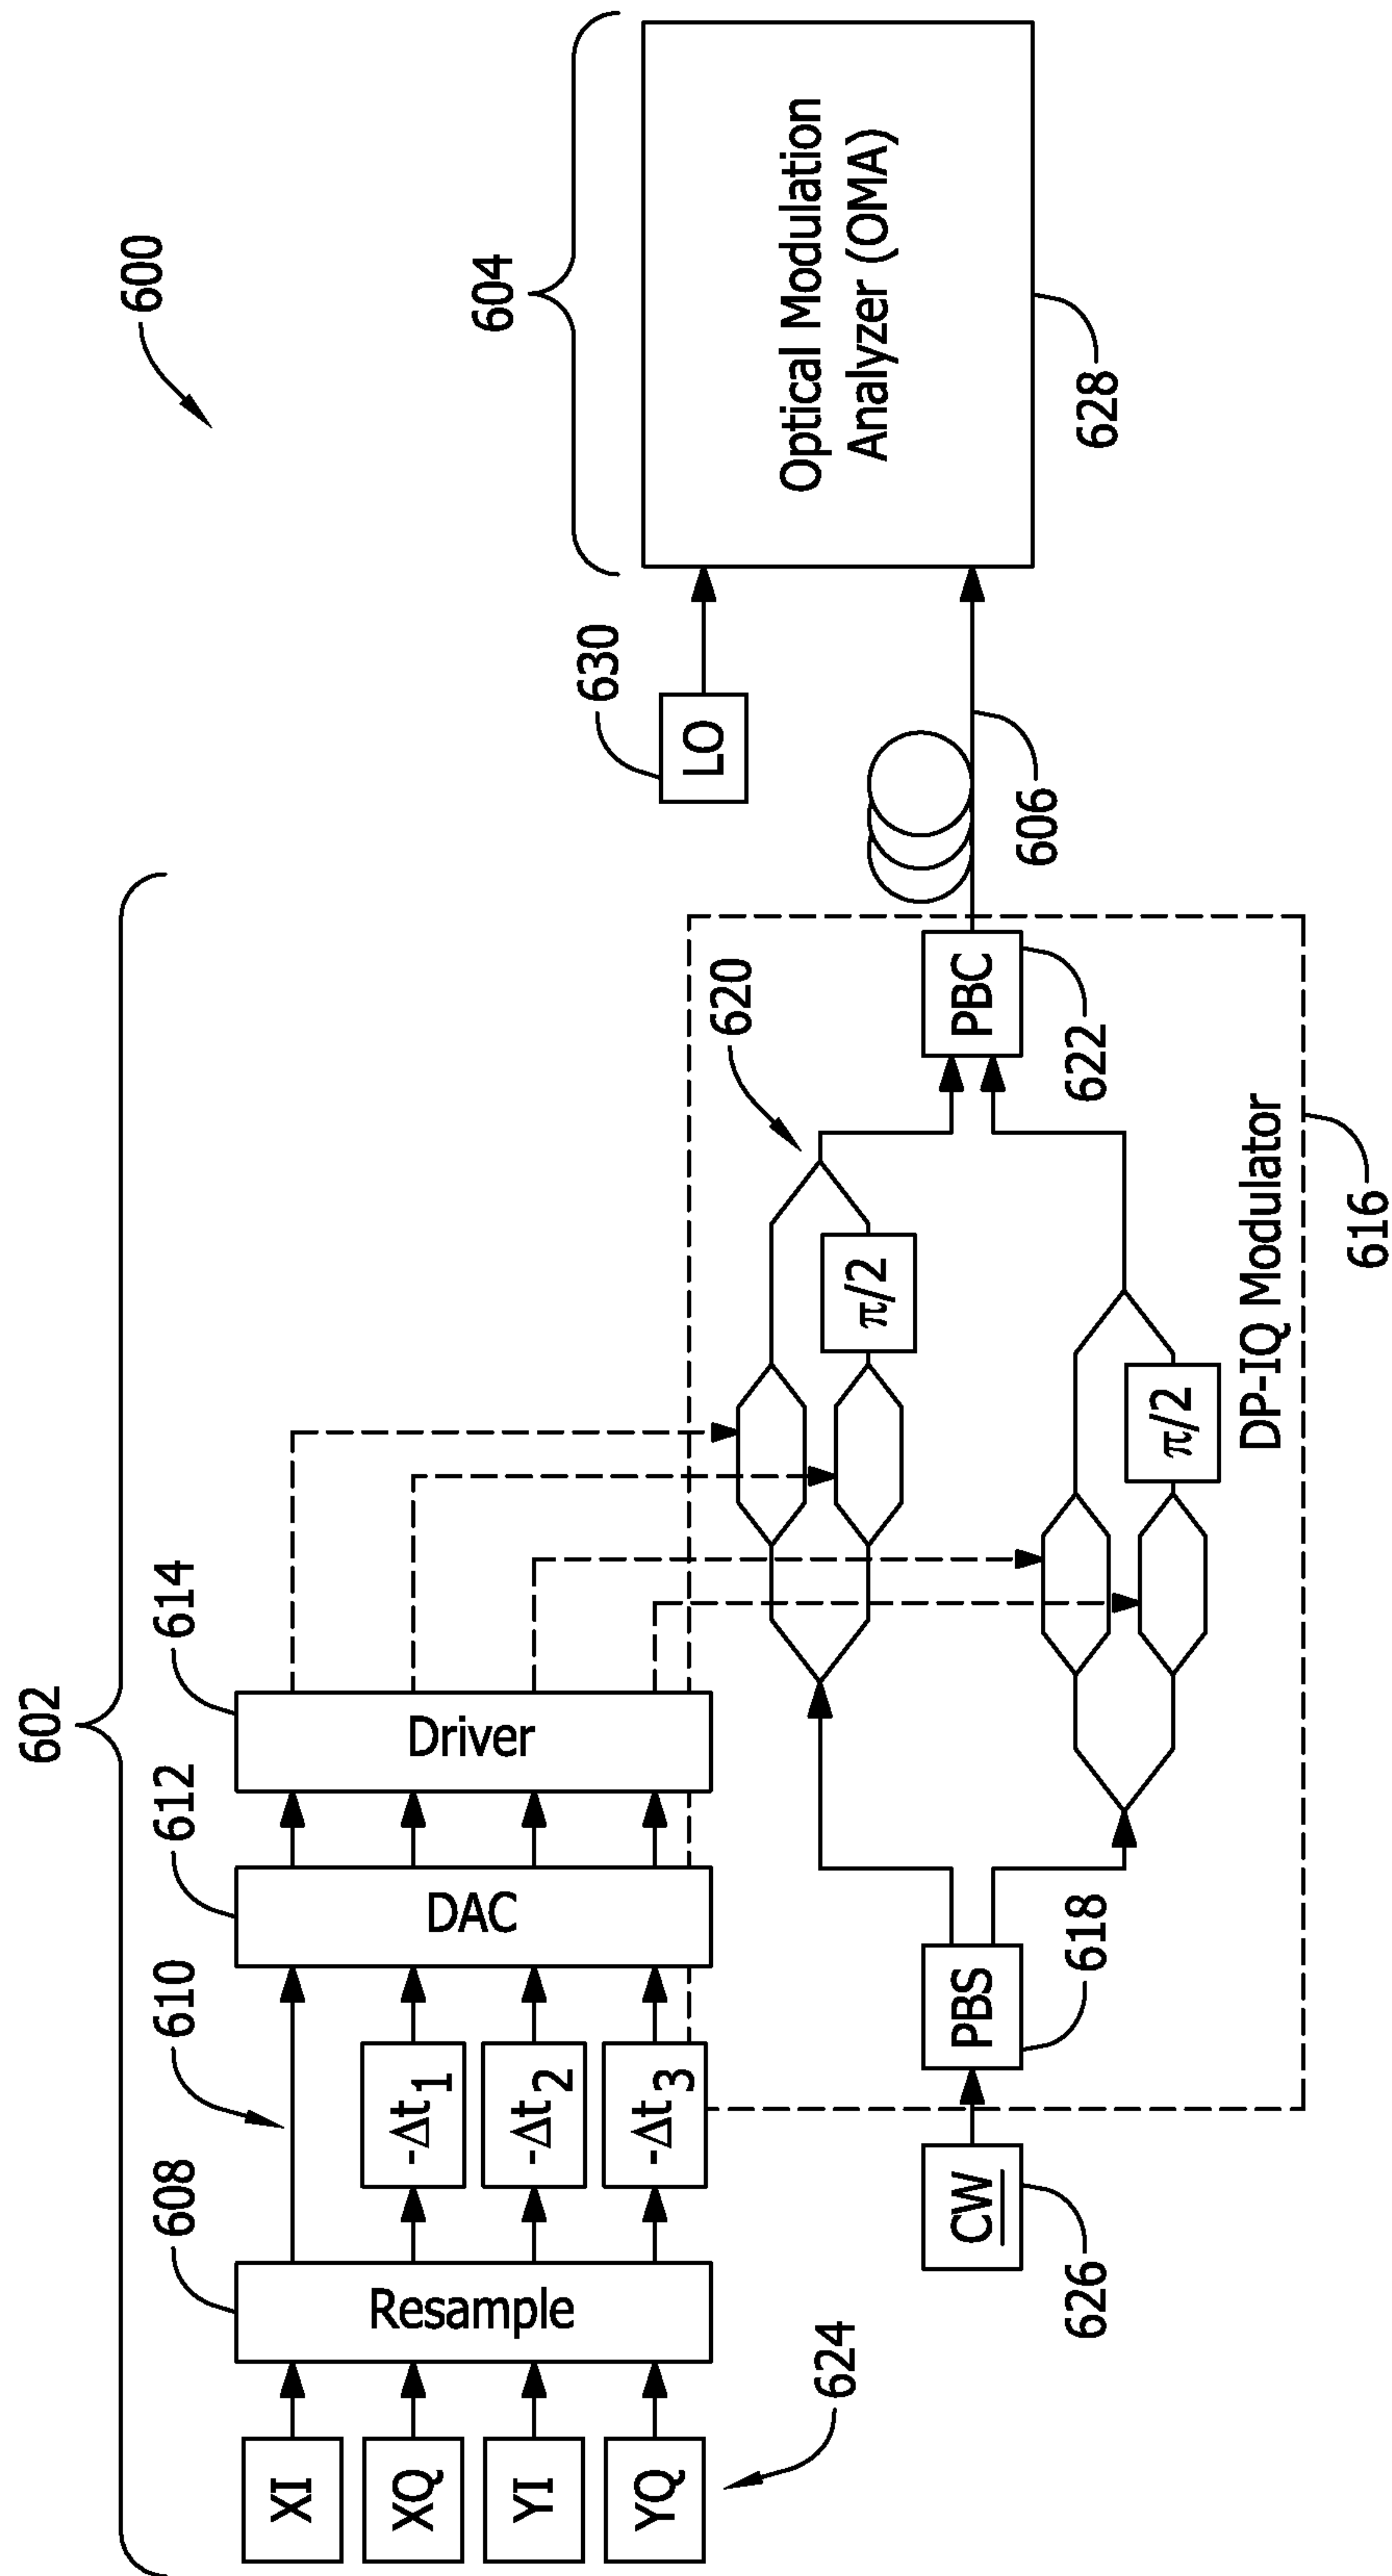 600
602
604
608
610
612
614
XI
XQ
YI
YQ
624
Resample
-Δt1
-Δt2
-Δt3
DAC
Driver
620
630
LO
Optical Modulation
Analyzer (OMA)
628
CW
626
PBS
618
π/2
π/2
PBC
622
606
DP-IQ Modulator
616